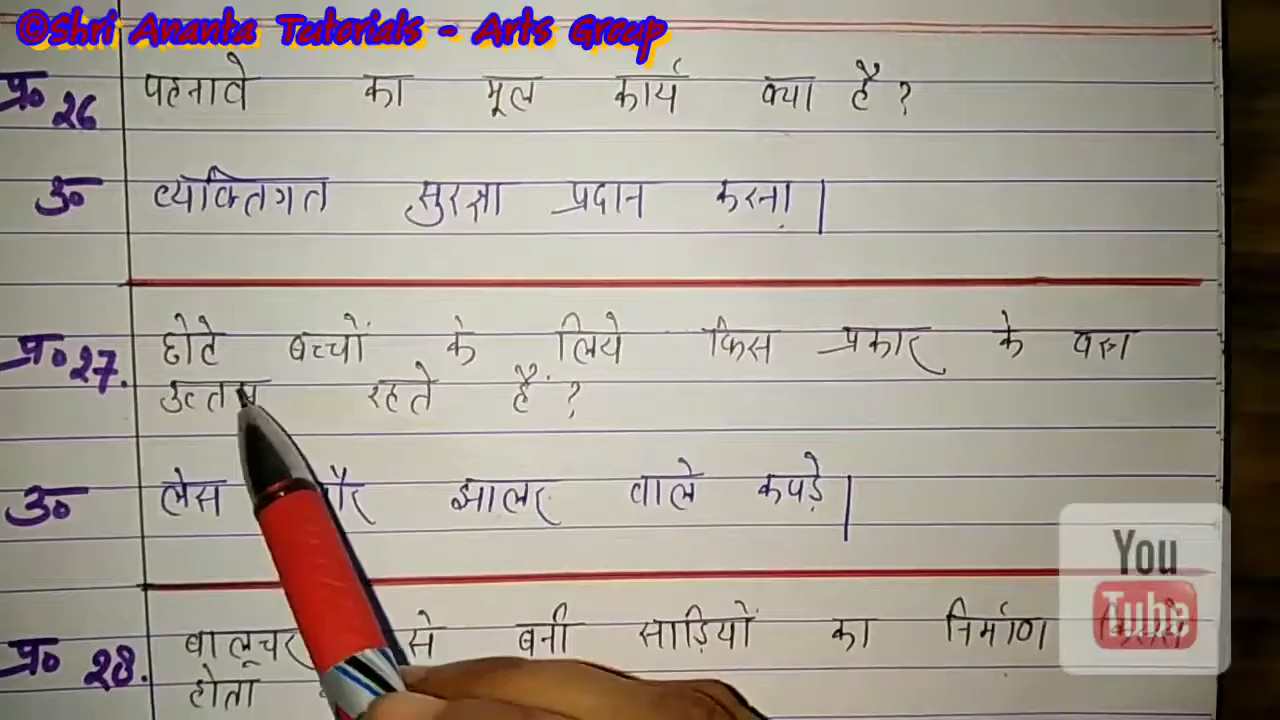 ©Shri Ananta Tutorials - Arts Group
प्र० 26 पहनावे का मूल कार्य क्या है ?
उ० व्यक्तिगत सुरक्षा प्रदान करना |
प्र० 27. छोटे बच्चों के लिये किस प्रकार के वस्त्र
उत्तम रहते हैं ?
उ० लेस और झालर वाले कपड़े |
प्र० 28. बालूचर से बनी साड़ियों का निर्माण
होता
You
Tube